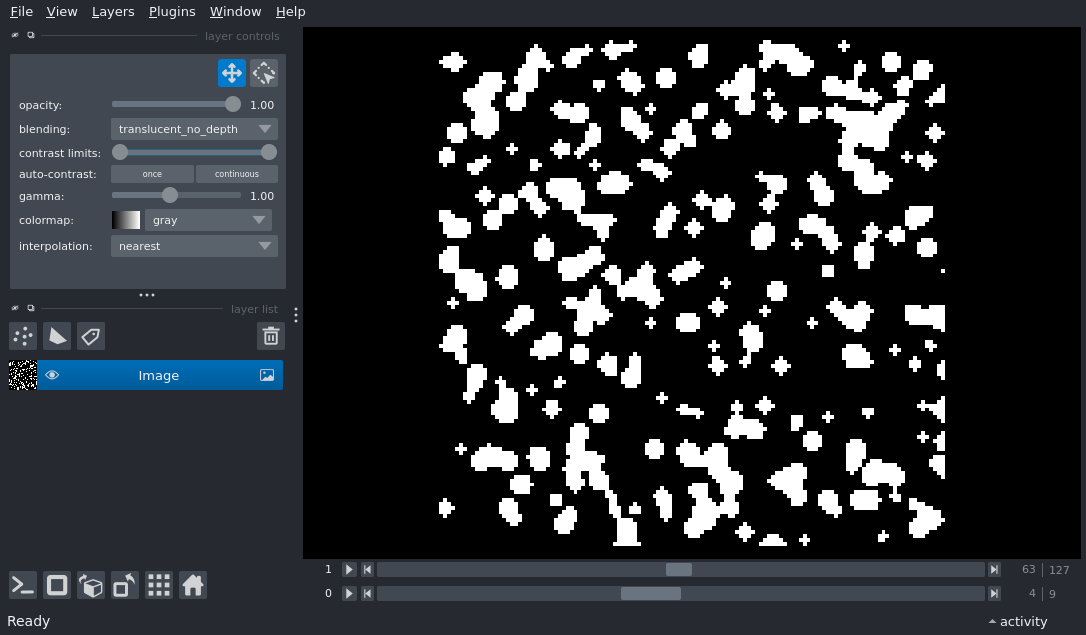 File View Layers Plugins Window Help
layer controls
opacity: 1.00
blending: translucent_no_depth
contrast limits:
auto-contrast: once continuous
gamma: 1.00
colormap: gray
interpolation: nearest
layer list
Image
1 63 127
0 4 9
Ready activity